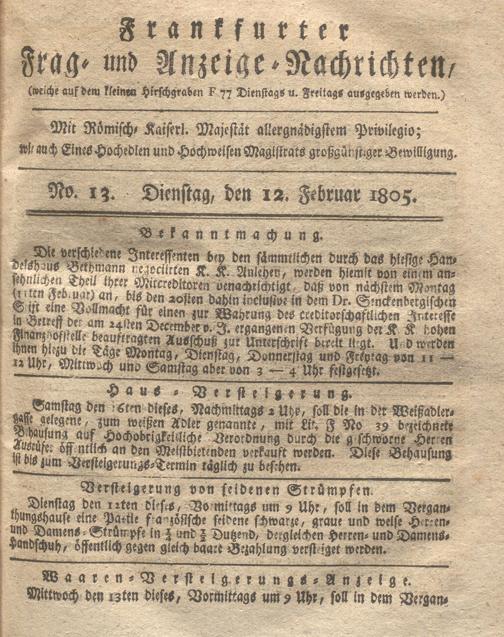 Frankfurter
Frag- und Anzeige-Nachrichten,
(welche auf dem kleinen Hirschgraben F 77 Dienstags u. Freitags ausgegeben werden.)
Mit Römisch-Kaiserl. Majestät allergnädigstem Privilegio;
wie auch Eines Hochedlen und Hochweisen Magistrats großgünstiger Bewilligung.
No. 13. Dienstag, den 12. Februar 1805.
Bekanntmachung.
Die verschiedene Interessenten bey den sämmtlichen durch das hiesige Han-
delshaus Bethmann negociirten K. K. Anlehen, werden hiemit von einem an-
sehnlichen Theil ihrer Mitcreditoren benachrichtigt, daß von nächstem Montag
(11ten Februar) an, bis den 20sten dahin inclusive in dem Dr. Senckenbergischen
Stift eine Vollmacht für einen zur Wahrung des creditorschaftlichen Interesse
in Betreff der am 24sten December v. J. ergangenen Verfügung der K. K. hohen
Finanzhofstelle beauftragten Ausschuß zur Unterschrift bereit liegt. Und werden
ihnen hiezu die Täge Montag, Dienstag, Donnerstag und Freytag von 11 —
12 Uhr, Mittwoch und Samstag aber von 3 — 4 Uhr festgesetzt.
Haus-Versteigerung.
Samstag den 16ten dieses, Nachmittags 2 Uhr, soll die in der Weißadler-
gasse gelegene, zum weißen Adler genannte, mit Lit. F No 39 bezeichnete
Behausung auf Hochobrigkeitliche Verordnung durch die geschworne Herren
Ausrufer öffentlich an den Meistbietenden verkauft werden. Diese Behausung
ist bis zum Versteigerungs-Termin täglich zu besehen.
Versteigerung von seidenen Strümpfen.
Dienstag den 12ten dieses, Vormittags um 9 Uhr, soll in dem Vergan-
thungshause eine Partie französische seidene schwarze, graue und weise Herren-
und Damens-Strümpfe in und Dutzend, dergleichen Herren- und Damens-
Handschuh, öffentlich gegen gleich baare Bezahlung versteiget werden.
Waaren-Versteigerungs-Anzeige.
Mittwoch den 13ten dieses, Vormittags um 9 Uhr, soll in dem Vergan-